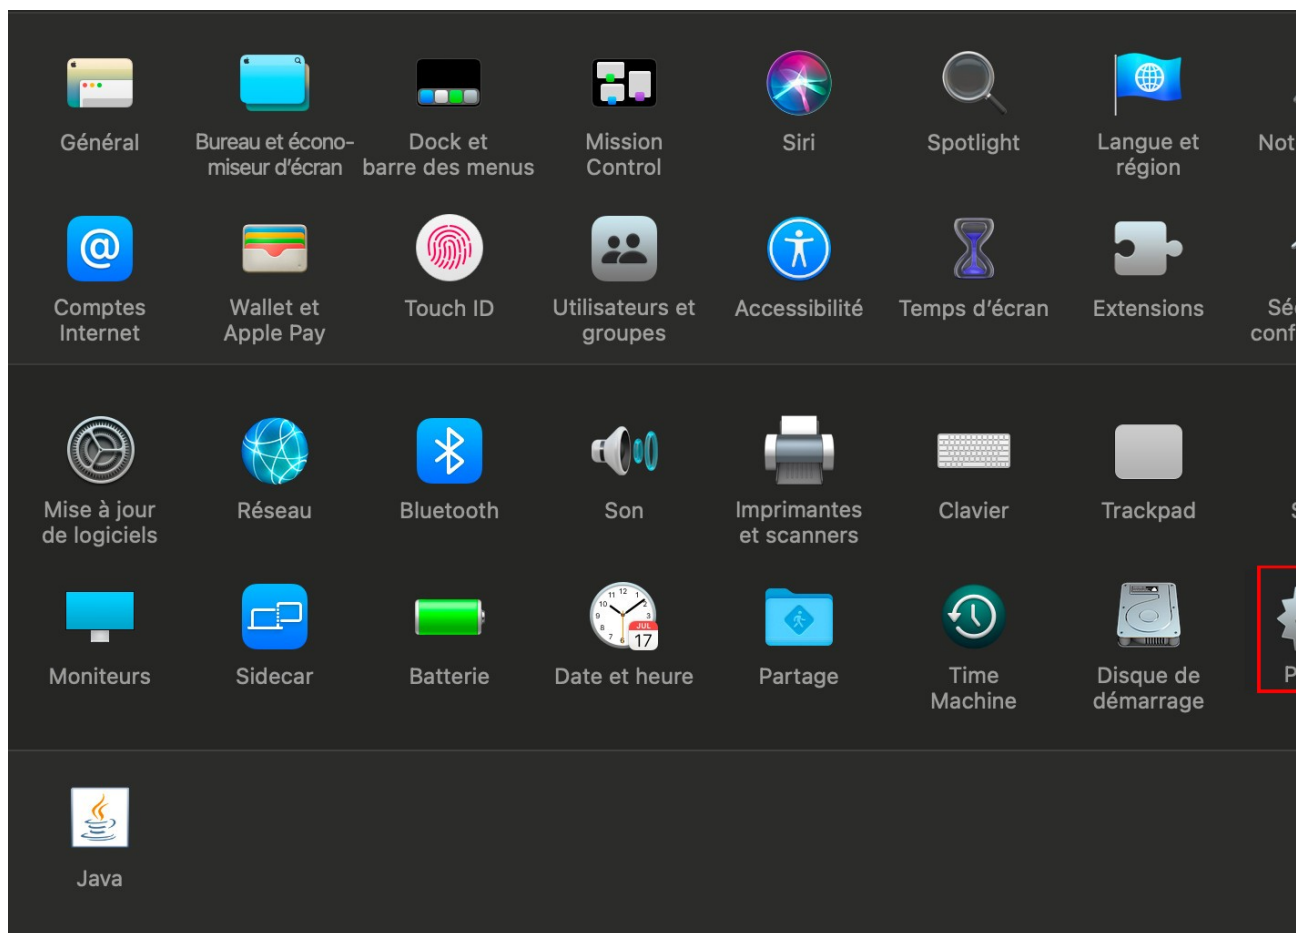 Général
Bureau et écono-
miseur d'écran
Dock et
barre des menus
Mission
Control
Siri
Spotlight
Langue et
région
Comptes
Internet
Wallet et
Apple Pay
Touch ID
Utilisateurs et
groupes
Accessibilité
Temps d'écran
Extensions
Mise à jour
de logiciels
Réseau
Bluetooth
Son
Imprimantes
et scanners
Clavier
Trackpad
Moniteurs
Sidecar
Batterie
JUL
17
Date et heure
Partage
Time
Machine
Disque de
démarrage
Java